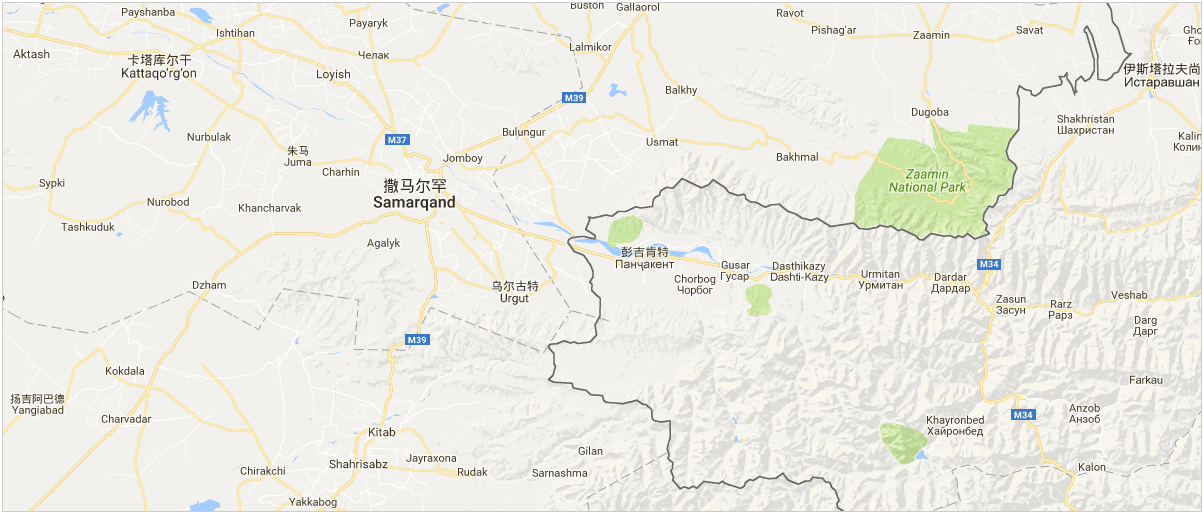 Buston
Gallaorol
Payshanba
Ishtihan
Payaryk
Ravot
Pishag'ar
Zaamin
Savat
Aktash
卡塔库尔干
Kattaqo'rg'on
Челак
Lalmikor
Loyish
Balkhy
M39
伊斯塔拉夫尚
Истаравшан
Dugoba
Shakhristan
Шахристан
Nurbulak
M37
Bulungur
Usmat
朱马
Juma
Charhin
Jomboy
Bakhmal
Zaamin
National Park
Sypki
撒马尔罕
Samarqand
Nurobod
Khancharvak
Tashkuduk
Agalyk
彭吉肯特
Панҷакент
Gusar
Гусар
Dasthikazy
Dashti-Kazy
Chorbog
Чорбог
Urmitan
Урмитан
Dardar
Дардар
M34
Dzham
乌尔古特
Urgut
Zasun
Засун
Rarz
Рарз
Veshab
Darg
Дарг
M39
Kokdala
Farkau
扬吉阿巴德
Yangiabad
Charvadar
Khayronbed
Хайронбед
M34
Anzob
Анзоб
Kitab
Gilan
Chirakchi
Shahrisabz
Jayraxona
Rudak
Sarnashma
Kalon
Yakkabog